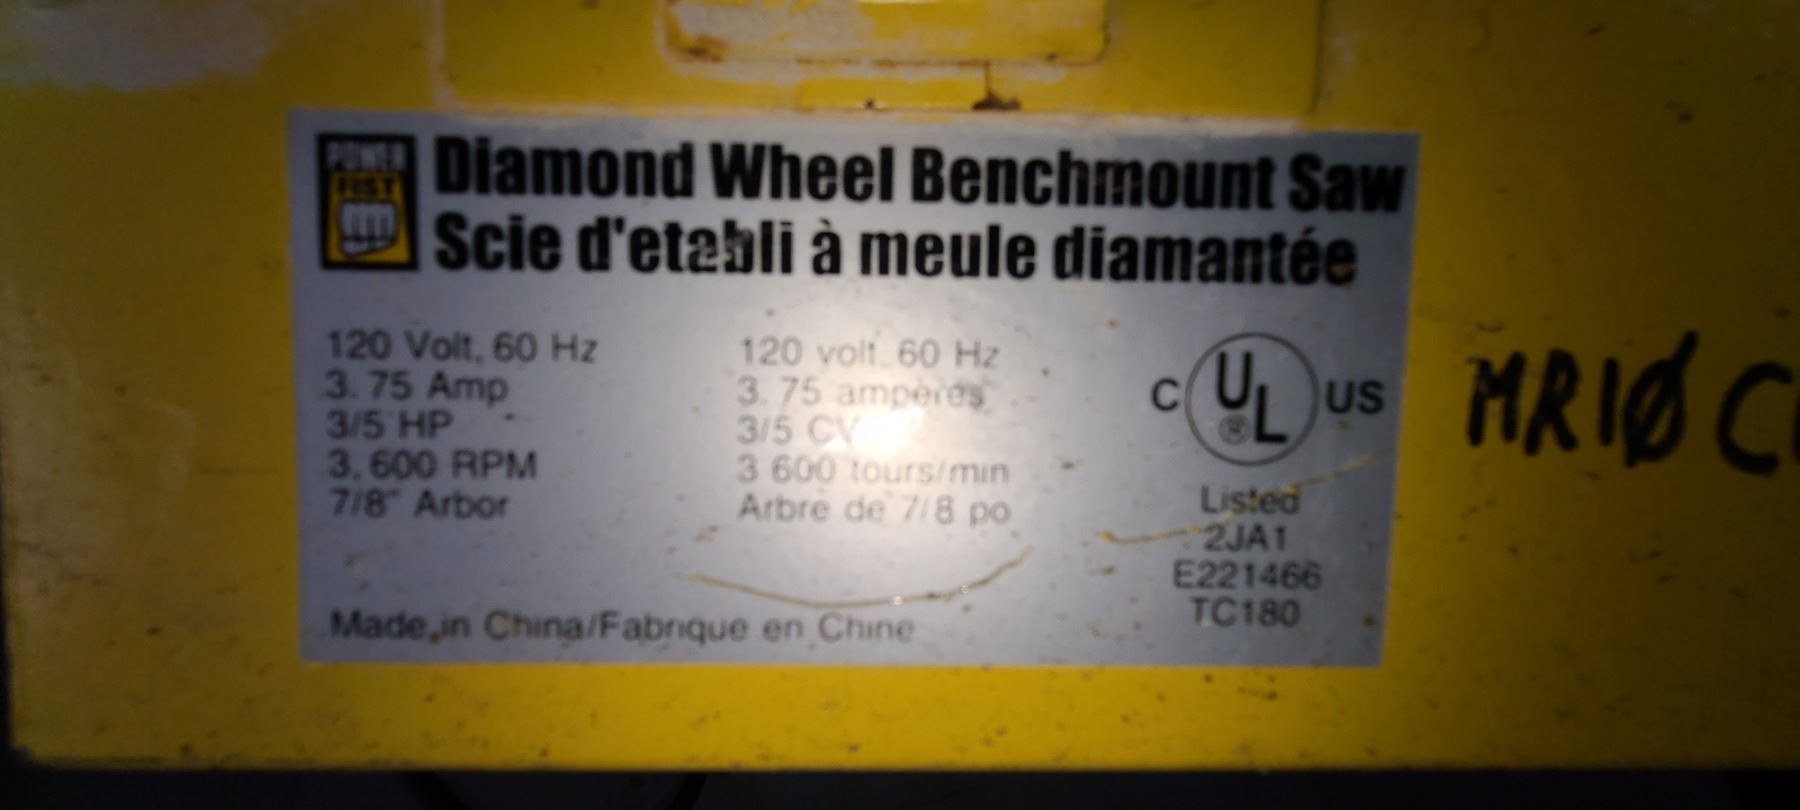 POWER
FIST
Diamond Wheel Benchmount Saw
Scie d'etabli à meule diamantée
120 Volt, 60 Hz
3. 75 Amp
3/5 HP
3, 600 RPM
7/8" Arbor
120 volt 60 Hz
3. 75 ampères
3/5 CV
3 600 tours/min
Arbre de 7/8 po
C UL® US
Listed
2JA1
E221466
TC180
Made in China/Fabrique en Chine
MR10